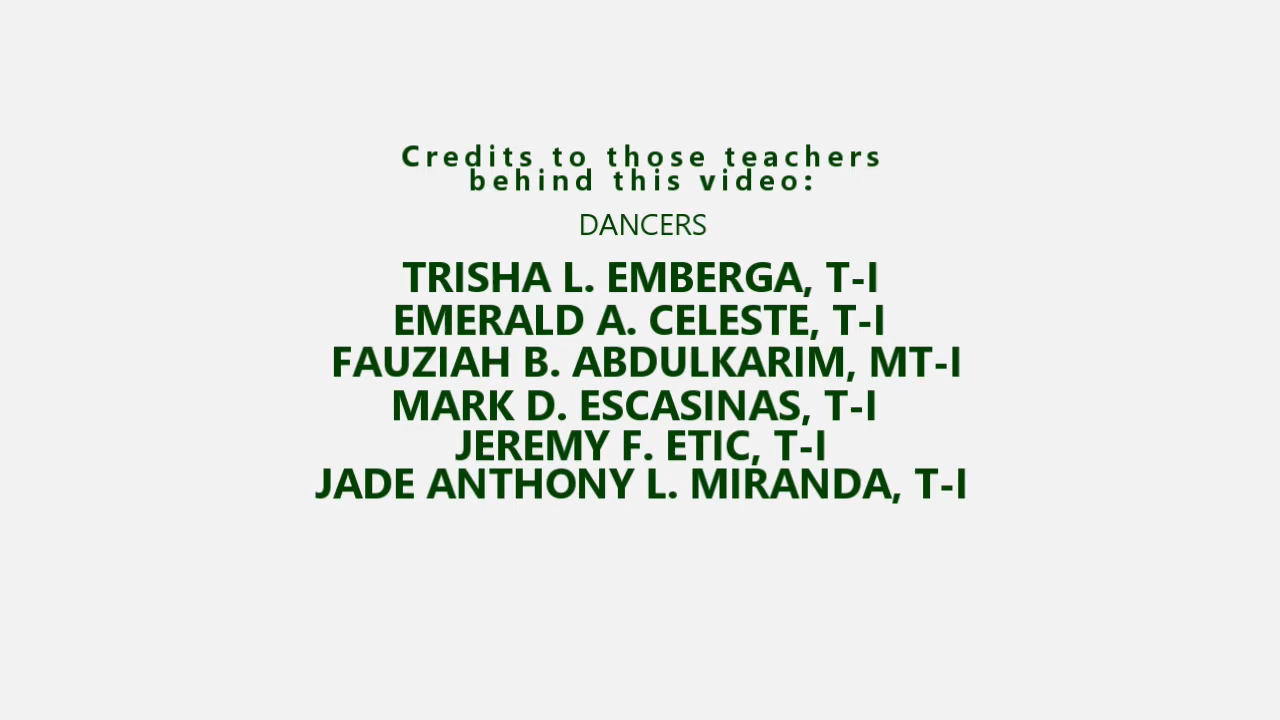 Credits to those teachers
behind this video:
DANCERS
TRISHA L. EMBERGA, T-I
EMERALD A. CELESTE, T-I
FAUZIAH B. ABDULKARIM, MT-I
MARK D. ESCASINAS, T-I
JEREMY F. ETIC, T-I
JADE ANTHONY L. MIRANDA, T-I